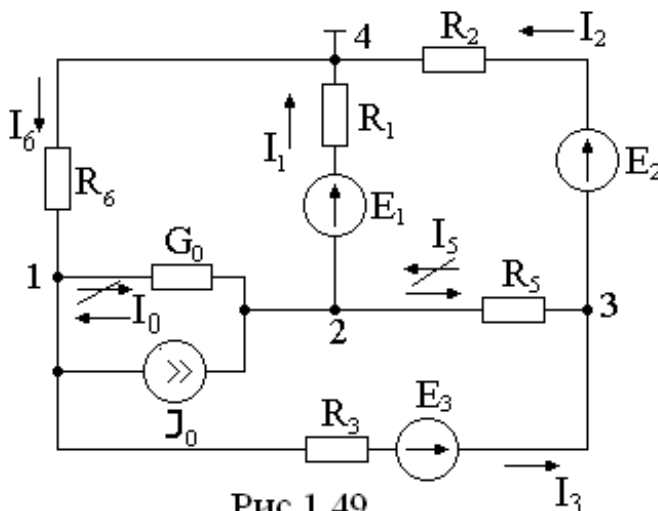 4 R₂ I₂
I₆ R₁
I₁ E₂
R₆ E₁
G₀ I₅
1 R₅ 3
I₀ 2
J₀ R₃ E₃
I₃
Рис 1.49